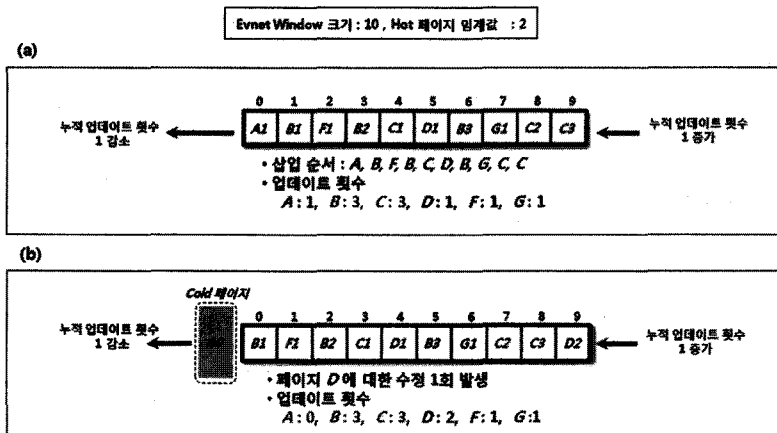 Evnet Window 크기 : 10 , Hot 페이지 임계값 : 2
(a)
0 1 2 3 4 5 6 7 8 9
누적 업데이트 횟수
1 감소
A1 B1 F1 B2 C1 D1 B3 G1 C2 C3
누적 업데이트 횟수
1 증가
• 삽입 순서 : A, B, F, B, C, D, B, G, C, C
• 업데이트 횟수
A : 1, B : 3, C : 3, D : 1, F : 1, G : 1
(b)
Cold 페이지
0 1 2 3 4 5 6 7 8 9
누적 업데이트 횟수
1 감소
B1 F1 B2 C1 D1 B3 G1 C2 C3 D2
누적 업데이트 횟수
1 증가
• 페이지 D에 대한 수정 1회 발생
• 업데이트 횟수
A : 0, B : 3, C : 3, D : 2, F : 1, G :1